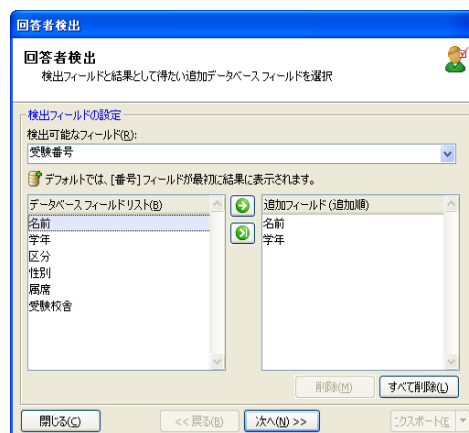 回答者検出
回答者検出
検出フィールドと結果として得たい追加データベース フィールドを選択
検出フィールドの設定
検出可能なフィールド(R):
受験番号
デフォルトでは、[番号]フィールドが最初に結果に表示されます。
データベース フィールド リスト(B)
追加フィールド (追加順)
名前
学年
区分
性別
属席
受験校舎
名前
学年
削除(M)
すべて削除(L)
閉じる(C)
<< 戻る(B)
次へ(N) >>
エクスポート(E